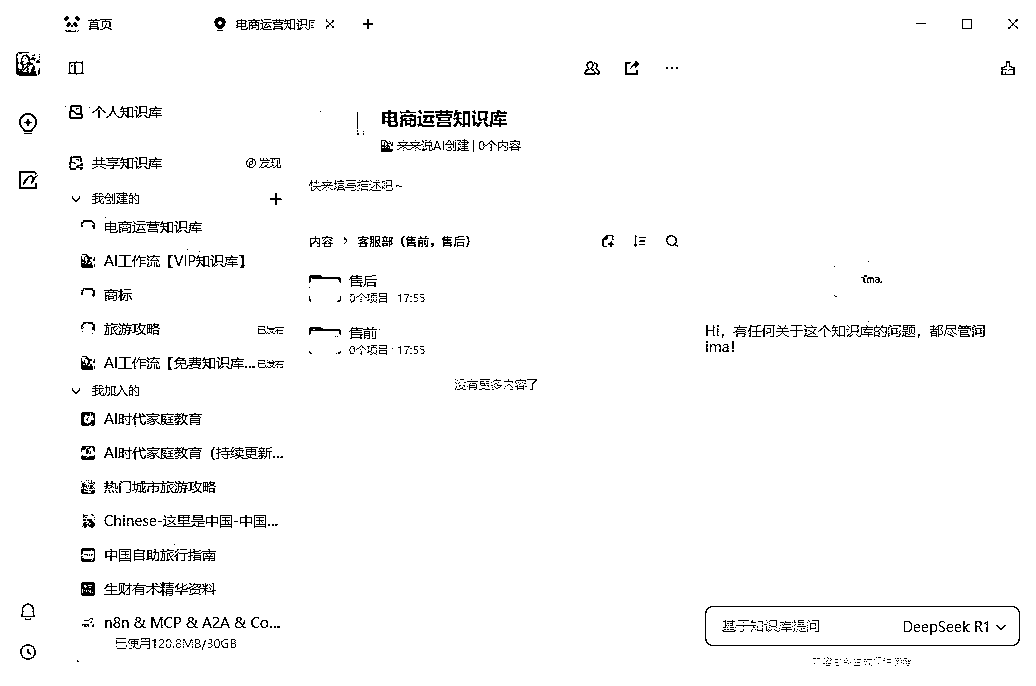 首页
电商运营知识库
个人知识库
共享知识库
发现
我创建的
电商运营知识库
AI工作流【VIP知识库】
商标
旅游攻略
已发布
AI工作流【免费知识库...
已发布
我加入的
AI时代家庭教育
AI时代家庭教育（持续更新...
热门城市旅游攻略
Chinese-这里是中国-中国...
中国自助旅行指南
生财有术精华资料
n8n & MCP & A2A & Co...
已使用120.8MB/30GB
电商运营知识库
来来说AI创建 | 0个内容
快来填写描述吧~
内容 › 客服部（售前，售后）
售后
0个项目 · 17:55
售前
0个项目 · 17:55
没有更多内容了
ima.
Hi，有任何关于这个知识库的问题，都尽管问
ima!
基于知识库提问
DeepSeek R1